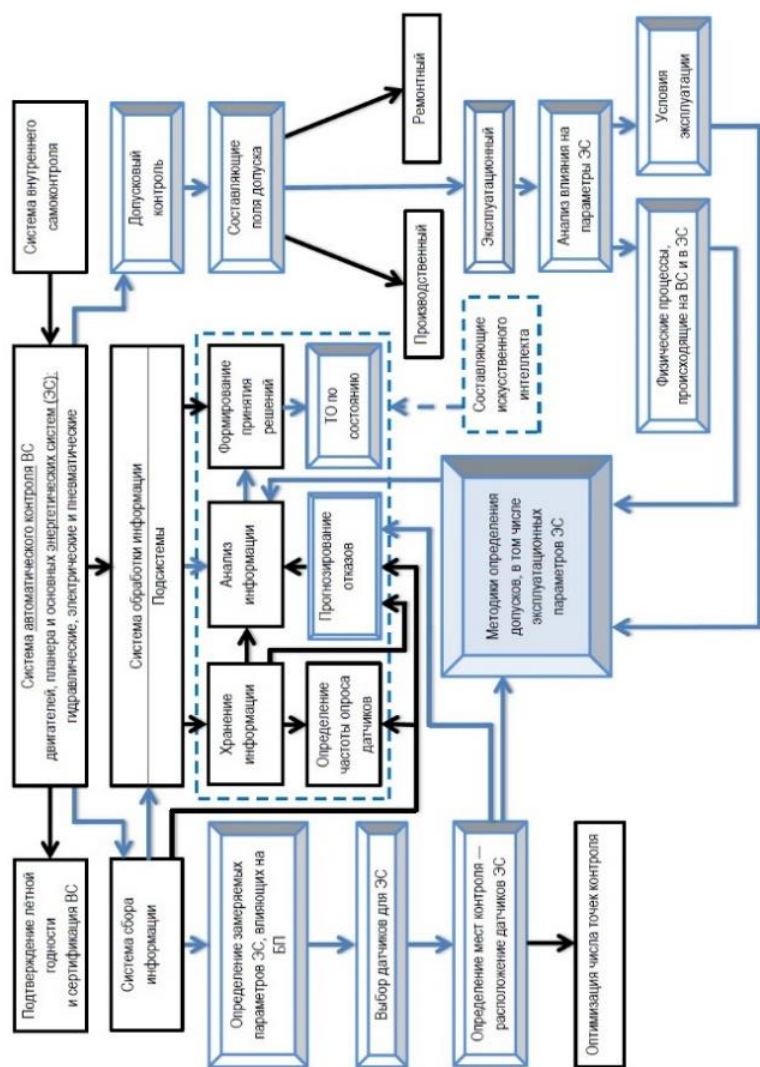 Подтверждение лётной
годности
и сертификация ВС
Система автоматического контроля ВС
двигателей, планера и основных энергетических систем (ЭС):
гидравлические, электрические и пневматические
Система внутреннего
самоконтроля
Система сбора
информации
Система обработки информации
Подсистемы
Допусковый
контроль
Определение замеряемых
параметров ЭС, влияющих на
БП
Хранение
информации
Анализ
информации
Формирование
принятия
решений
Составляющие
поля допуска
Определение
частоты опроса
датчиков
Прогнозирование
отказов
ТО по
состоянию
Выбор датчиков для ЭС
Производственный
Ремонтный
Определение мест контроля —
расположение датчиков ЭС
Методики определения
допусков, в том числе
эксплуатационных
параметров ЭС
Составляющие
искусственного
интеллекта
Эксплуатационный
Анализ влияния на
параметры ЭС
Оптимизация числа точек контроля
Физические процессы,
происходящие на ВС и в ЭС
Условия
эксплуатации